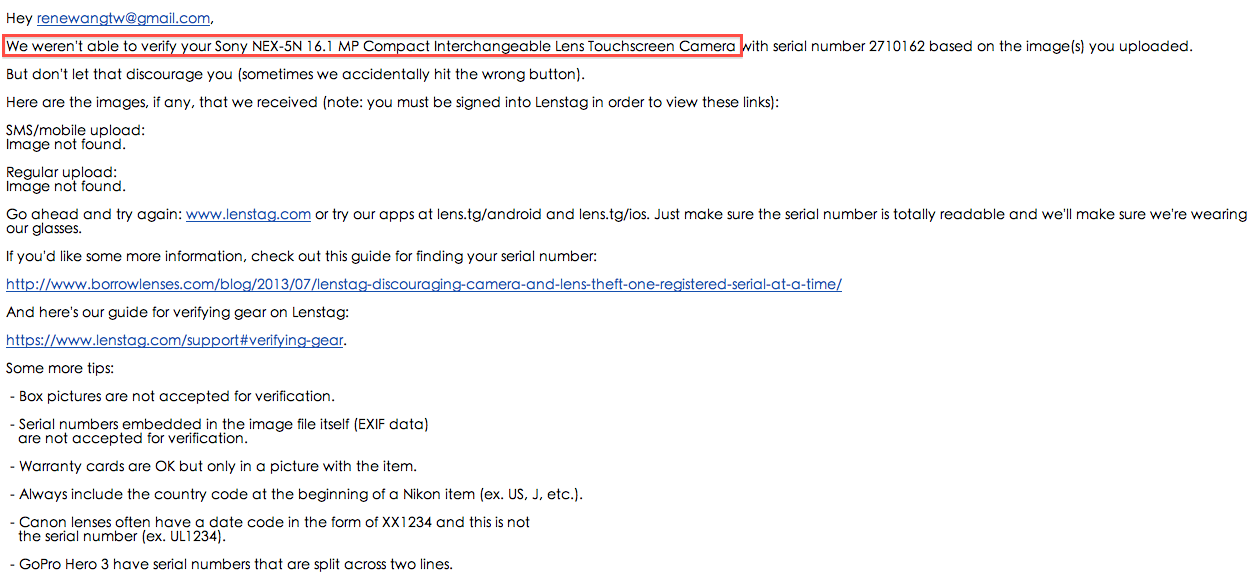 Hey renewangtw@gmail.com,
We weren't able to verify your Sony NEX-5N 16.1 MP Compact Interchangeable Lens Touchscreen Camera with serial number 2710162 based on the image(s) you uploaded.
But don't let that discourage you (sometimes we accidentally hit the wrong button).
Here are the images, if any, that we received (note: you must be signed into Lenstag in order to view these links):
SMS/mobile upload:
Image not found.
Regular upload:
Image not found.
Go ahead and try again: www.lenstag.com or try our apps at lens.tg/android and lens.tg/ios. Just make sure the serial number is totally readable and we'll make sure we're wearing
our glasses.
If you'd like some more information, check out this guide for finding your serial number:
http://www.borrowlenses.com/blog/2013/07/lenstag-discouraging-camera-and-lens-theft-one-registered-serial-at-a-time/
And here's our guide for verifying gear on Lenstag:
https://www.lenstag.com/support#verifying-gear.
Some more tips:
- Box pictures are not accepted for verification.
- Serial numbers embedded in the image file itself (EXIF data)
are not accepted for verification.
- Warranty cards are OK but only in a picture with the item.
- Always include the country code at the beginning of a Nikon item (ex. US, J, etc.).
- Canon lenses often have a date code in the form of XX1234 and this is not
the serial number (ex. UL1234).
- GoPro Hero 3 have serial numbers that are split across two lines.